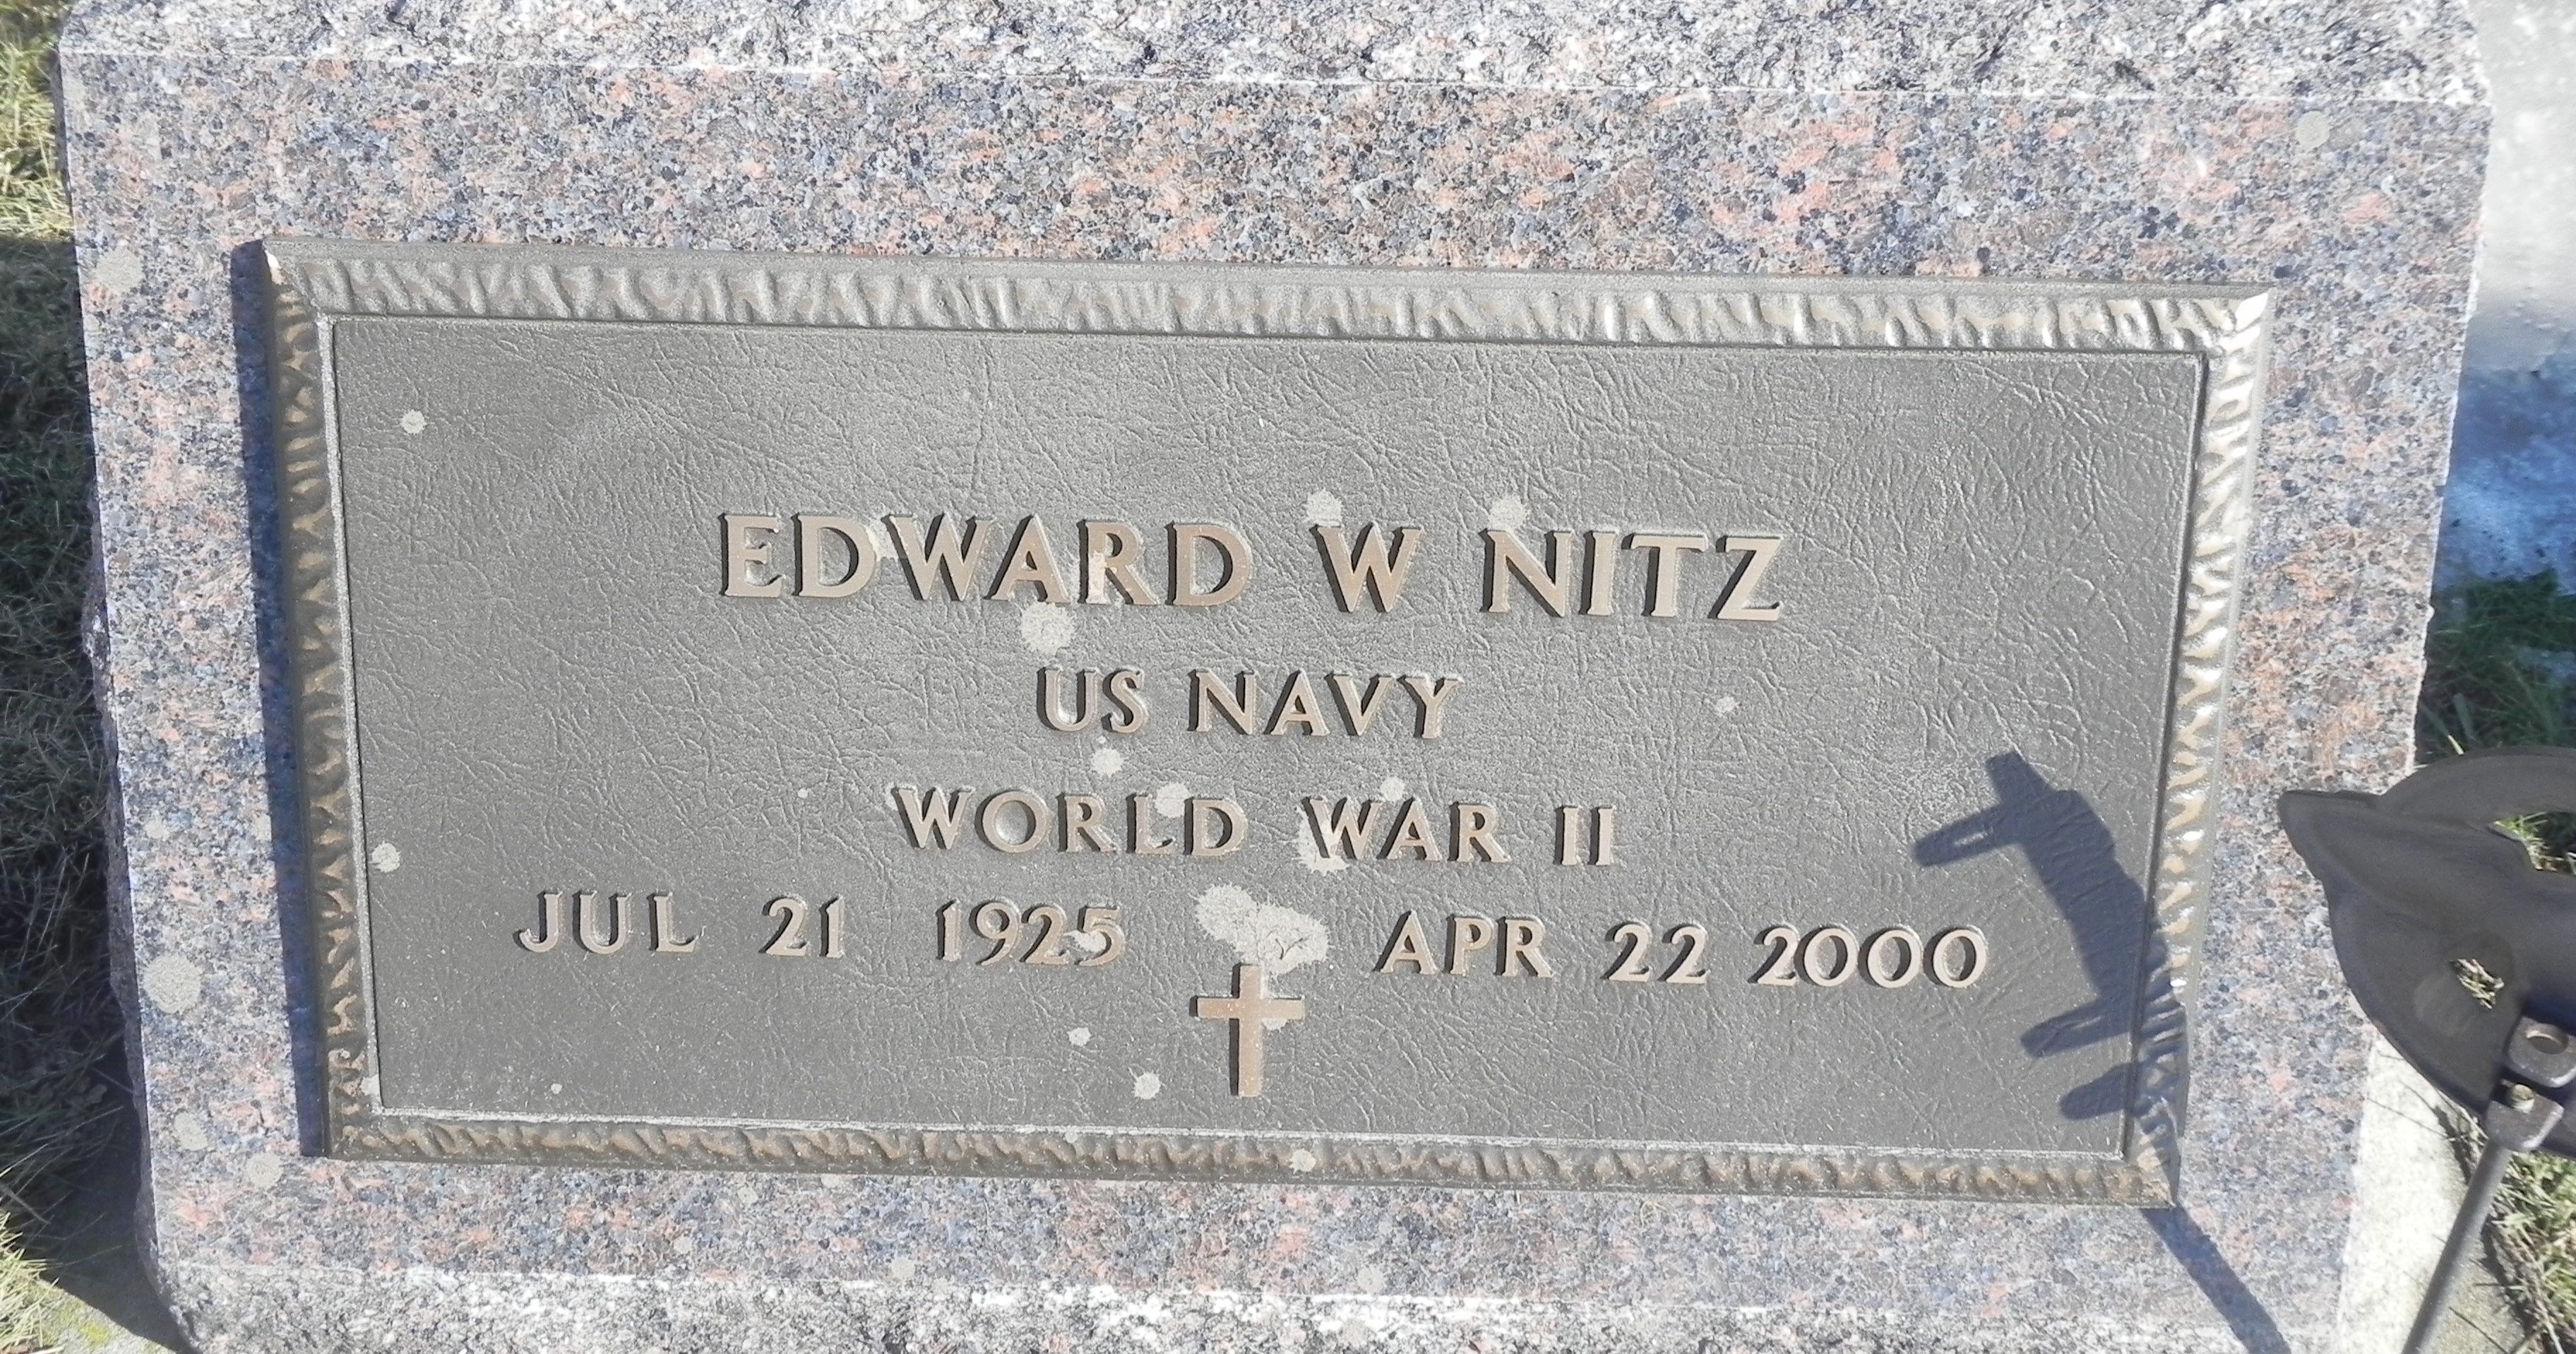 EDWARD W NITZ
US NAVY
WORLD WAR II
JUL 21 1925 APR 22 2000